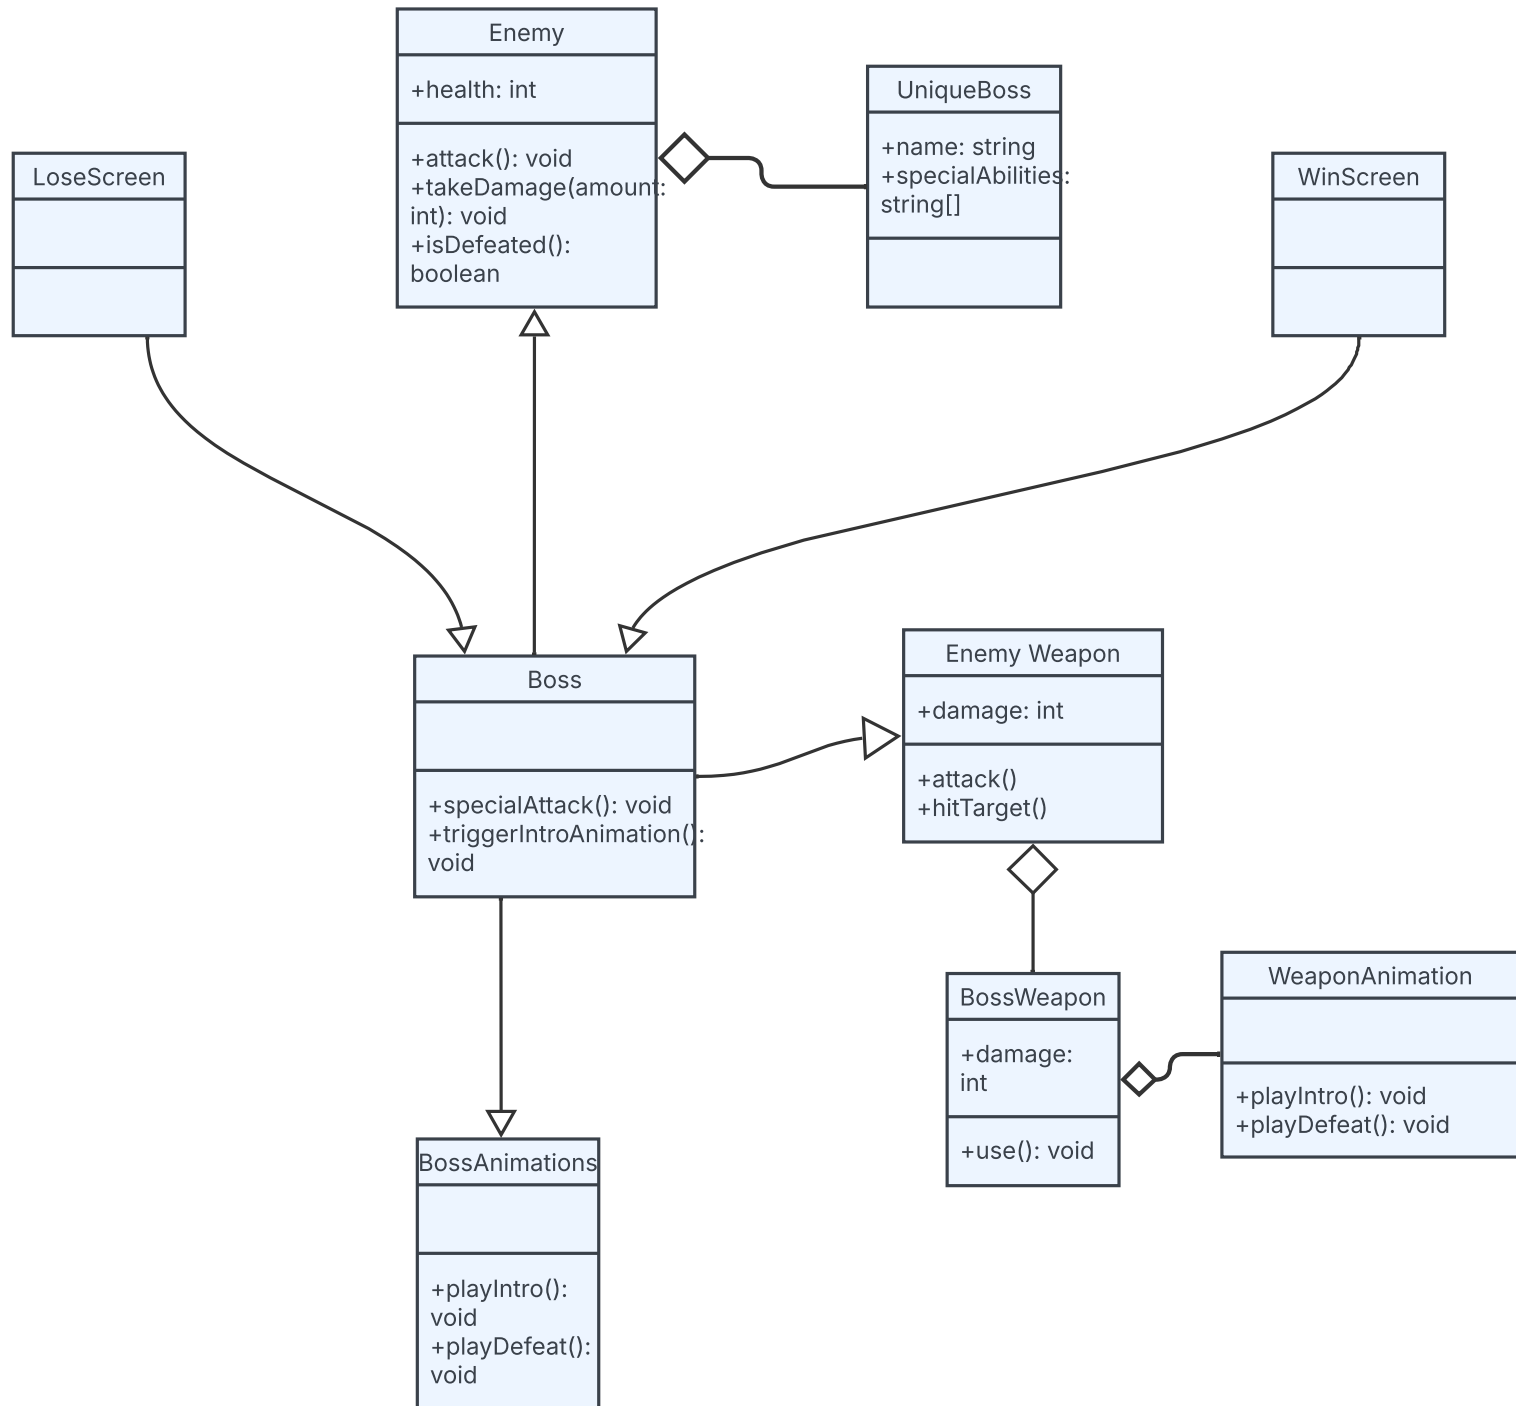 Enemy
+health: int
+attack(): void
+takeDamage(amount:
int): void
+isDefeated():
boolean
UniqueBoss
+name: string
+specialAbilities:
string[]
LoseScreen
WinScreen
Boss
+specialAttack(): void
+triggerIntroAnimation():
void
Enemy Weapon
+damage: int
+attack()
+hitTarget()
BossWeapon
+damage:
int
+use(): void
WeaponAnimation
+playIntro(): void
+playDefeat(): void
BossAnimations
+playIntro():
void
+playDefeat():
void